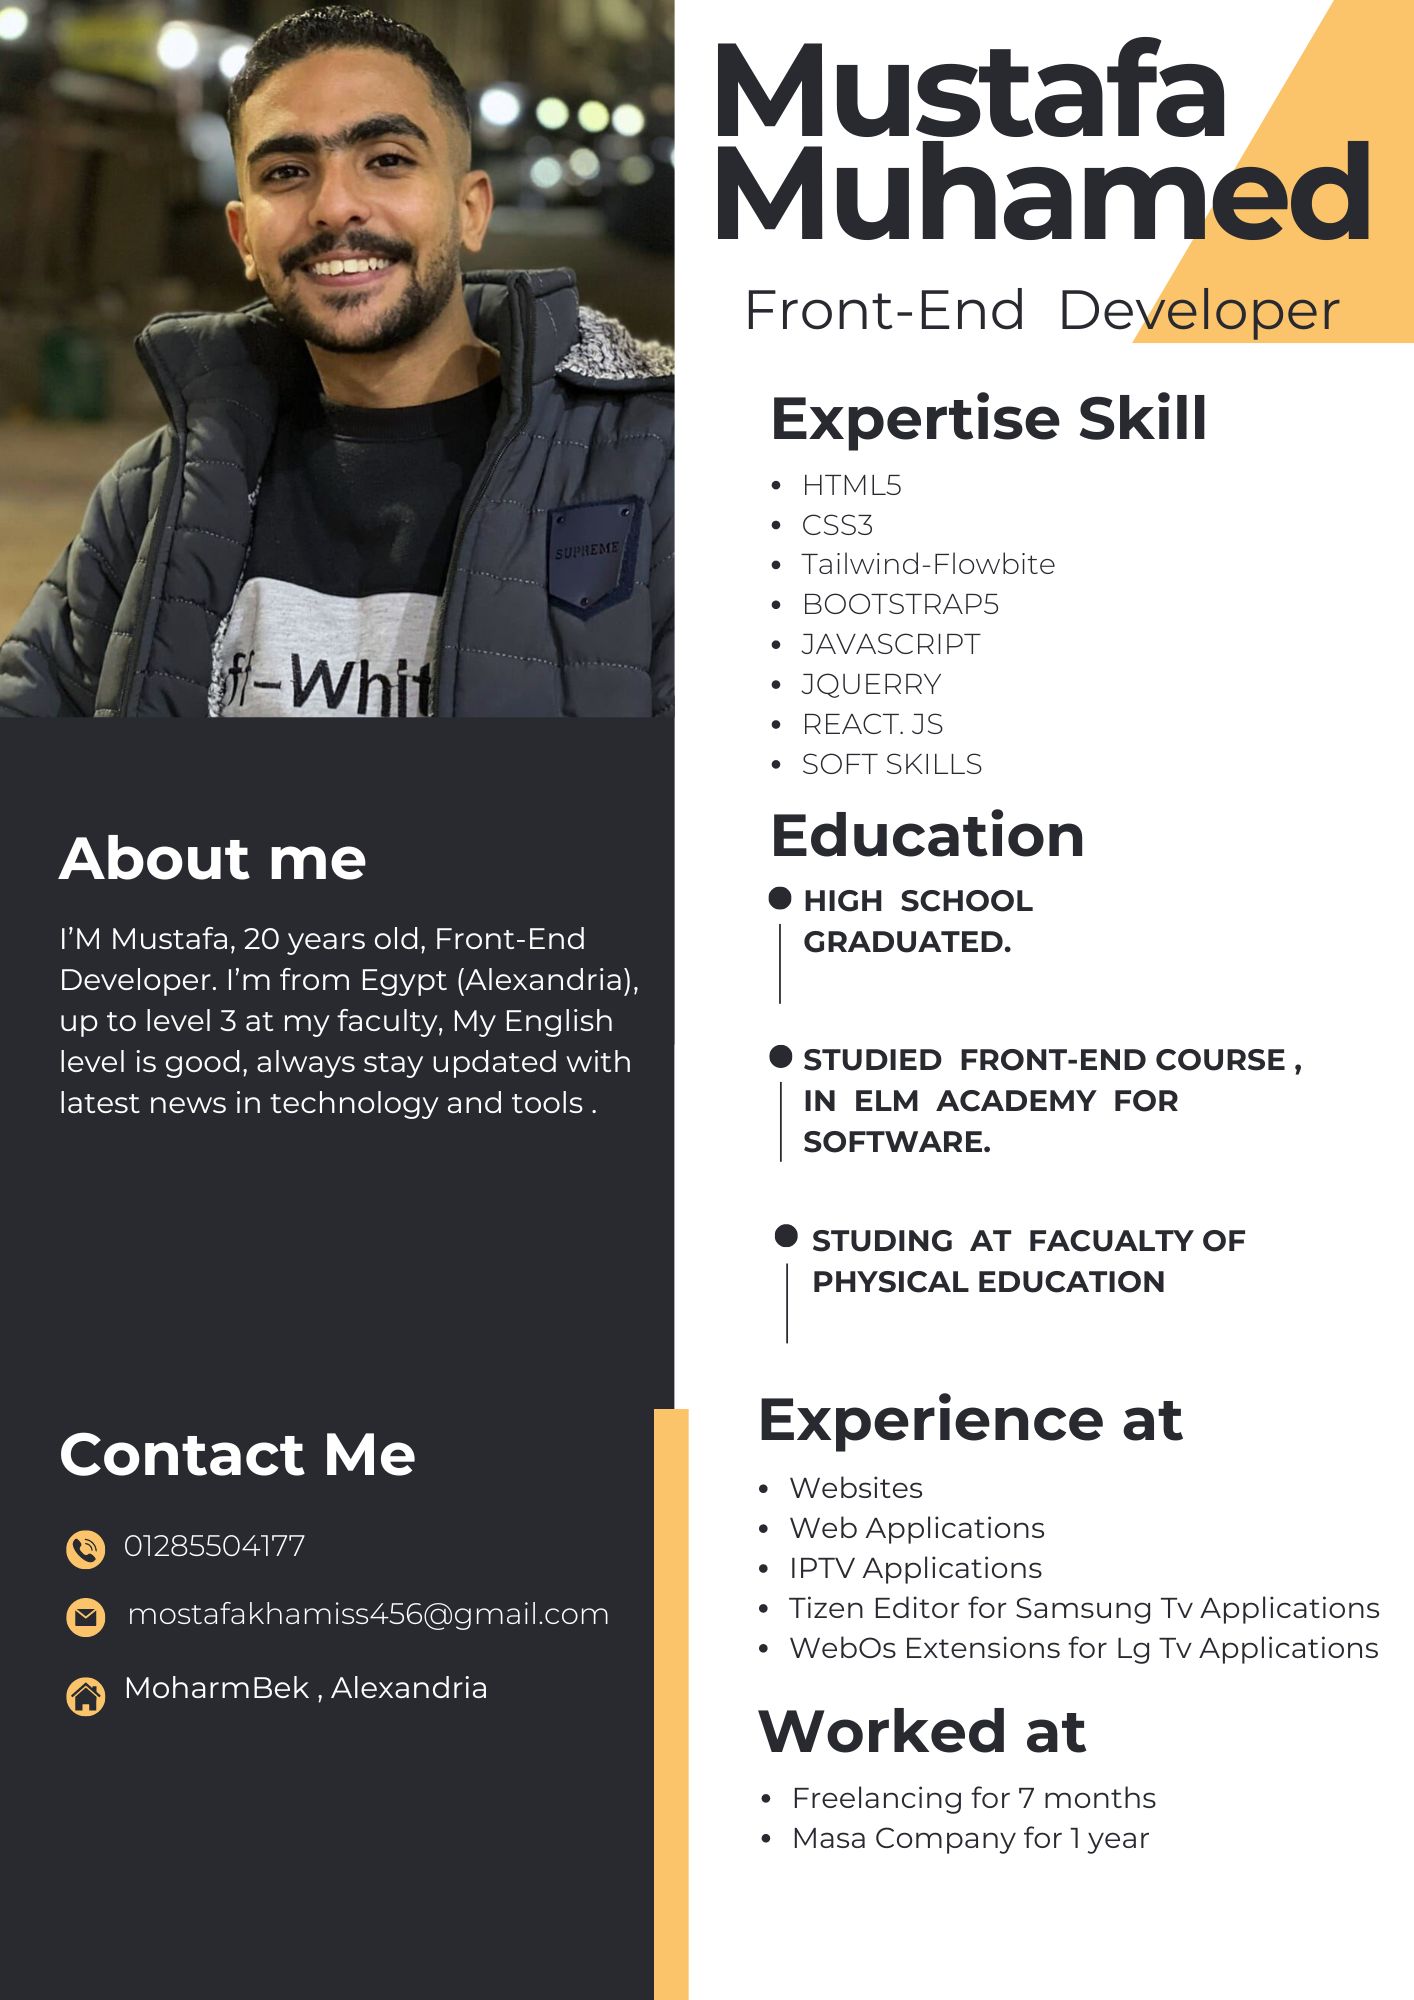 Mustafa
Muhamed
Front-End Developer
SUPREME
ff-Whit
Expertise Skill
• HTML5
• CSS3
• Tailwind-Flowbite
• BOOTSTRAP5
• JAVASCRIPT
• JQUERRY
• REACT. JS
• SOFT SKILLS
About me
I'M Mustafa, 20 years old, Front-End
Developer. I'm from Egypt (Alexandria),
up to level 3 at my faculty, My English
level is good, always stay updated with
latest news in technology and tools .
Education
HIGH SCHOOL
GRADUATED.
STUDIED FRONT-END COURSE ,
IN ELM ACADEMY FOR
SOFTWARE.
STUDING AT FACUALTY OF
PHYSICAL EDUCATION
Contact Me
01285504177
mostafakhamiss456@gmail.com
MoharmBek , Alexandria
Experience at
• Websites
• Web Applications
• IPTV Applications
• Tizen Editor for Samsung Tv Applications
• WebOs Extensions for Lg Tv Applications
Worked at
• Freelancing for 7 months
• Masa Company for 1 year